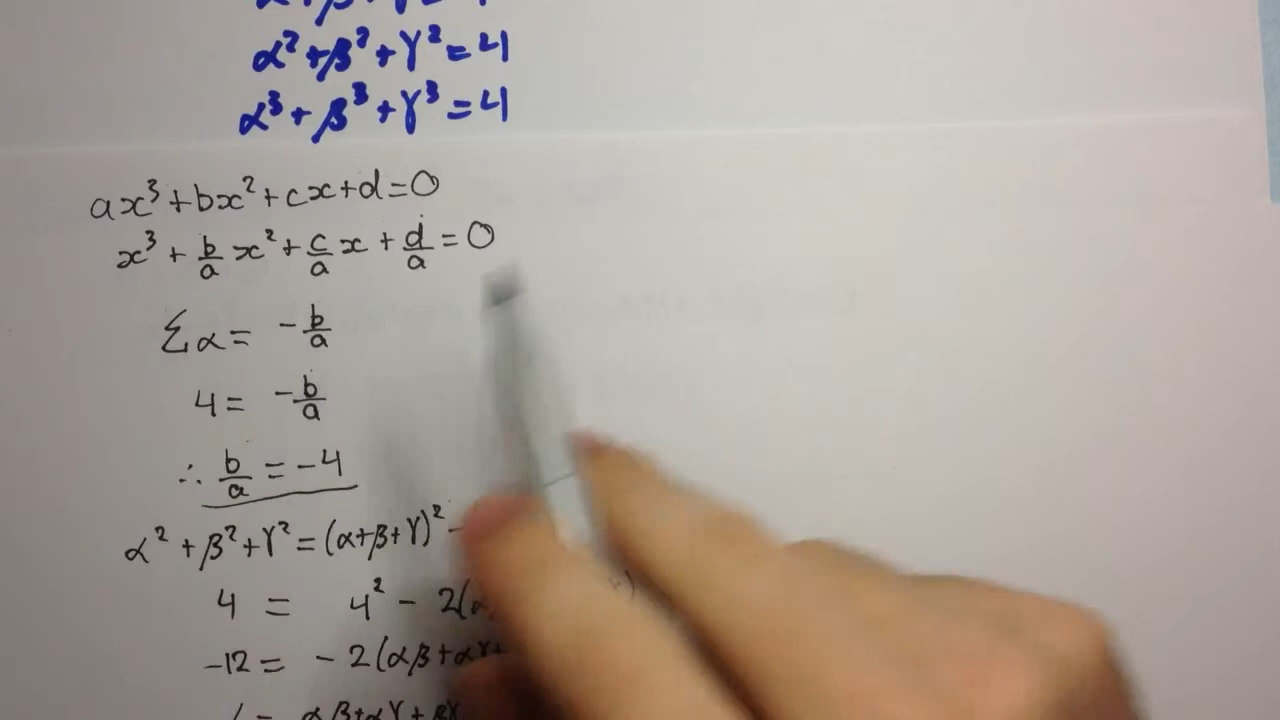 α²+β²+γ²=4
α³+β³+γ³=4
ax³+bx²+cx+d=0
x³+b/a x²+c/a x+d/a=0
Σα=-b/a
4=-b/a
∴ b/a=-4
α²+β²+γ²=(α+β+γ)²-
4 = 4²-2(α
-12=-2(αβ+αγ+